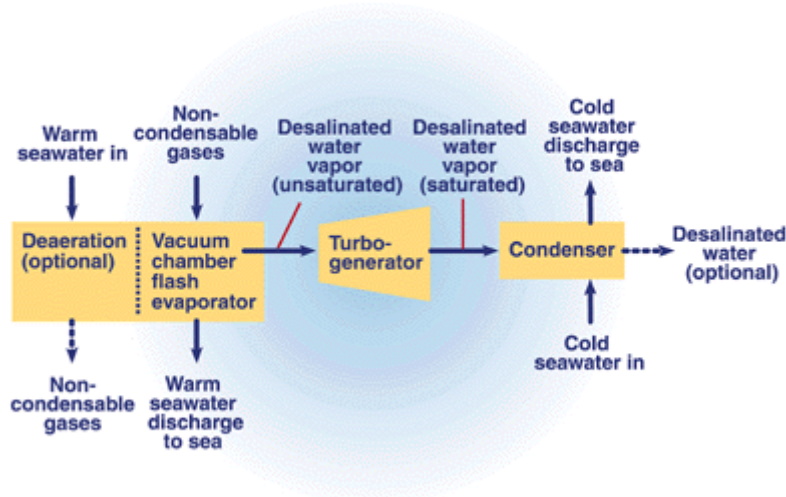 Warm
seawater in
Non-
condensable
gases
Desalinated
water
vapor
(unsaturated)
Desalinated
water
vapor
(saturated)
Cold
seawater
discharge
to sea
Deaeration
(optional)
Vacuum
chamber
flash
evaporator
Turbo-
generator
Condenser
Desalinated
water
(optional)
Non-
condensable
gases
Warm
seawater
discharge
to sea
Cold
seawater in